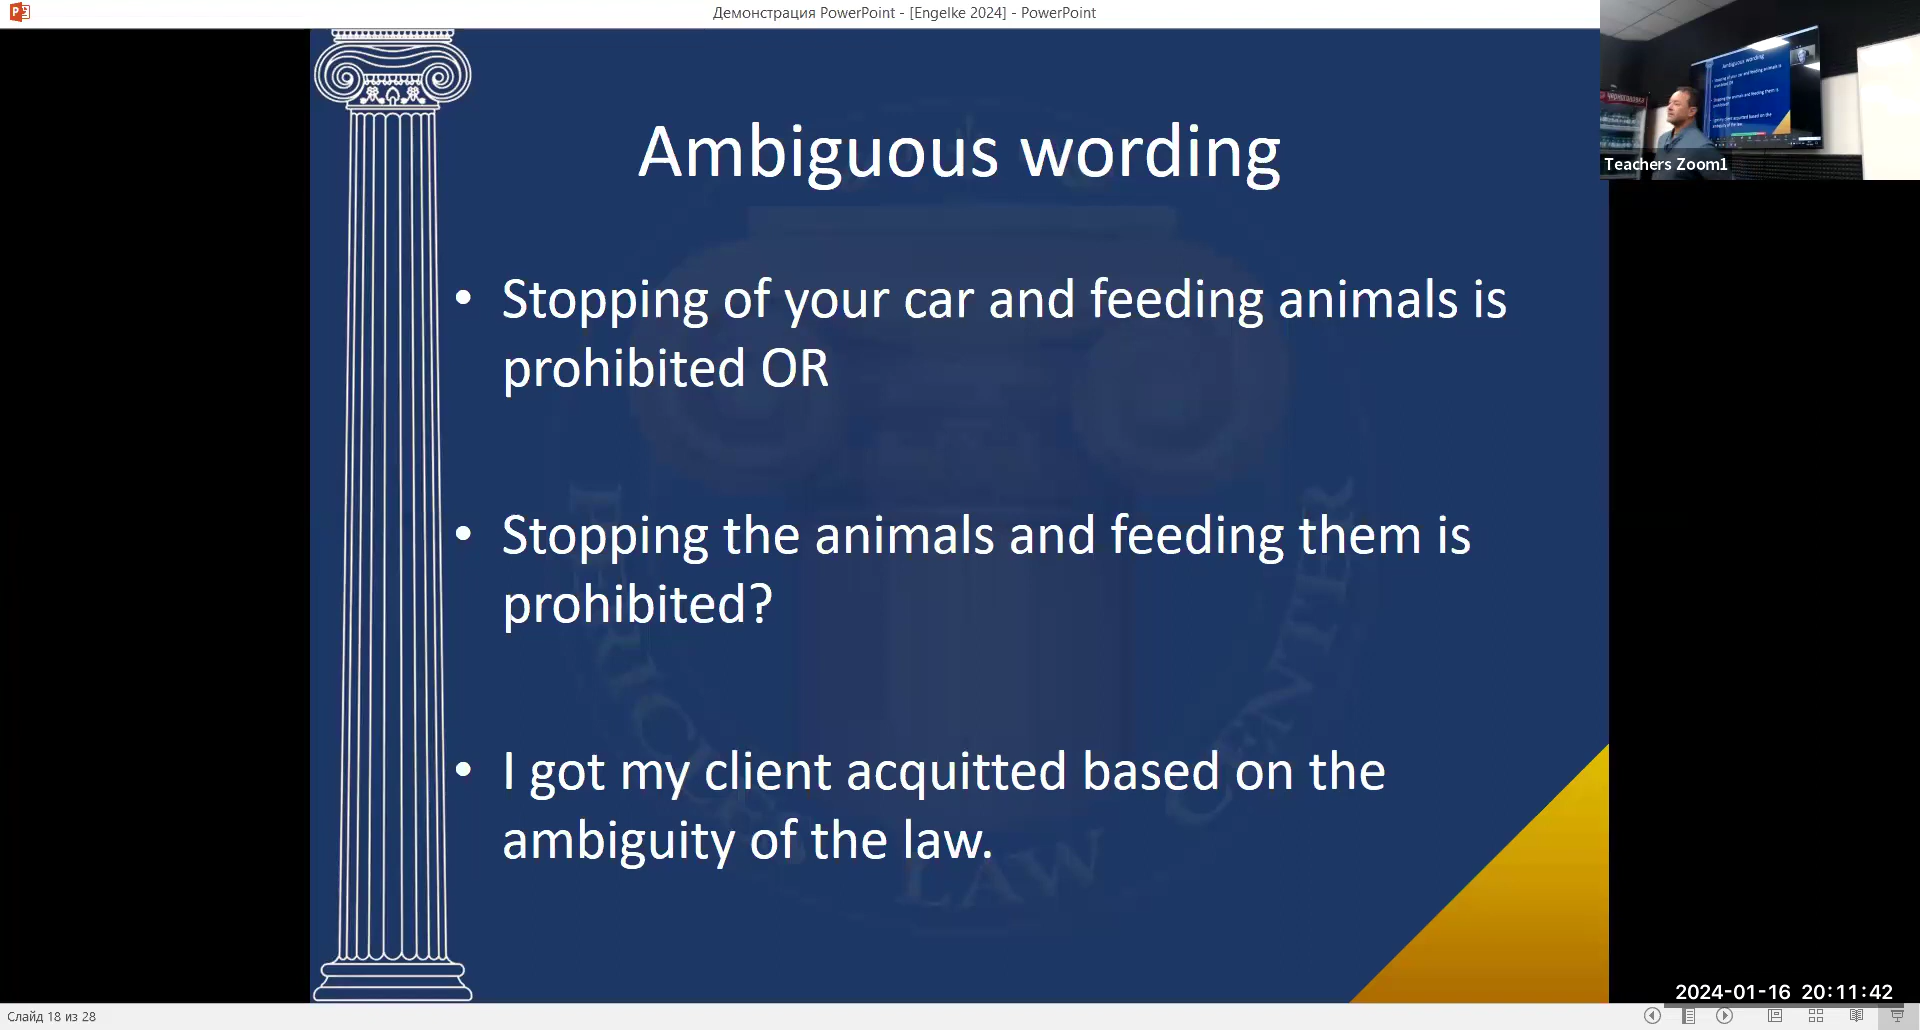 Демонстрация PowerPoint - [Engelke 2024] - PowerPoint
Teachers Zoom1
Ambiguous wording
• Stopping of your car and feeding animals is
prohibited OR
• Stopping the animals and feeding them is
prohibited?
• I got my client acquitted based on the
ambiguity of the law.
LAW CENTER
2024-01-16 20:11:42
Слайд 18 из 28